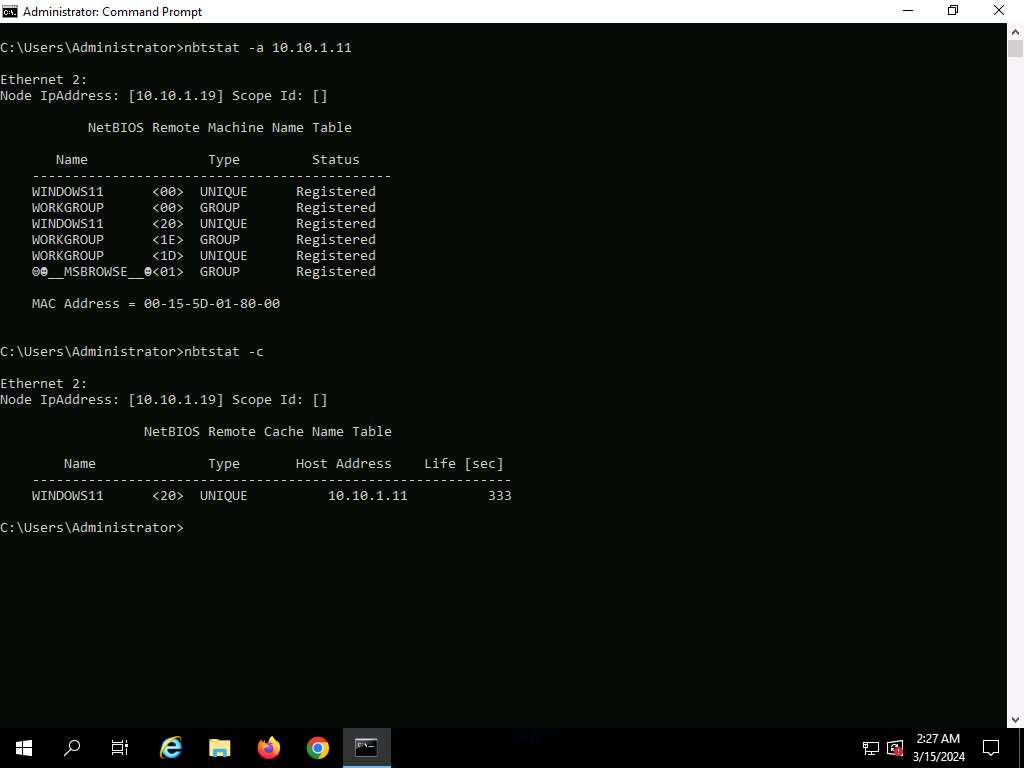 Administrator: Command Prompt
C:\Users\Administrator>nbtstat -a 10.10.1.11
Ethernet 2:
Node IpAddress: [10.10.1.19] Scope Id: []
NetBIOS Remote Machine Name Table
Name Type Status
---------------------------------------------
WINDOWS11 <00> UNIQUE Registered
WORKGROUP <00> GROUP Registered
WINDOWS11 <20> UNIQUE Registered
WORKGROUP <1E> GROUP Registered
WORKGROUP <1D> UNIQUE Registered
☺☻__MSBROWSE__☻<01> GROUP Registered
MAC Address = 00-15-5D-01-80-00
C:\Users\Administrator>nbtstat -c
Ethernet 2:
Node IpAddress: [10.10.1.19] Scope Id: []
NetBIOS Remote Cache Name Table
Name Type Host Address Life [sec]
------------------------------------------------------------
WINDOWS11 <20> UNIQUE 10.10.1.11 333
C:\Users\Administrator>
2:27 AM
3/15/2024